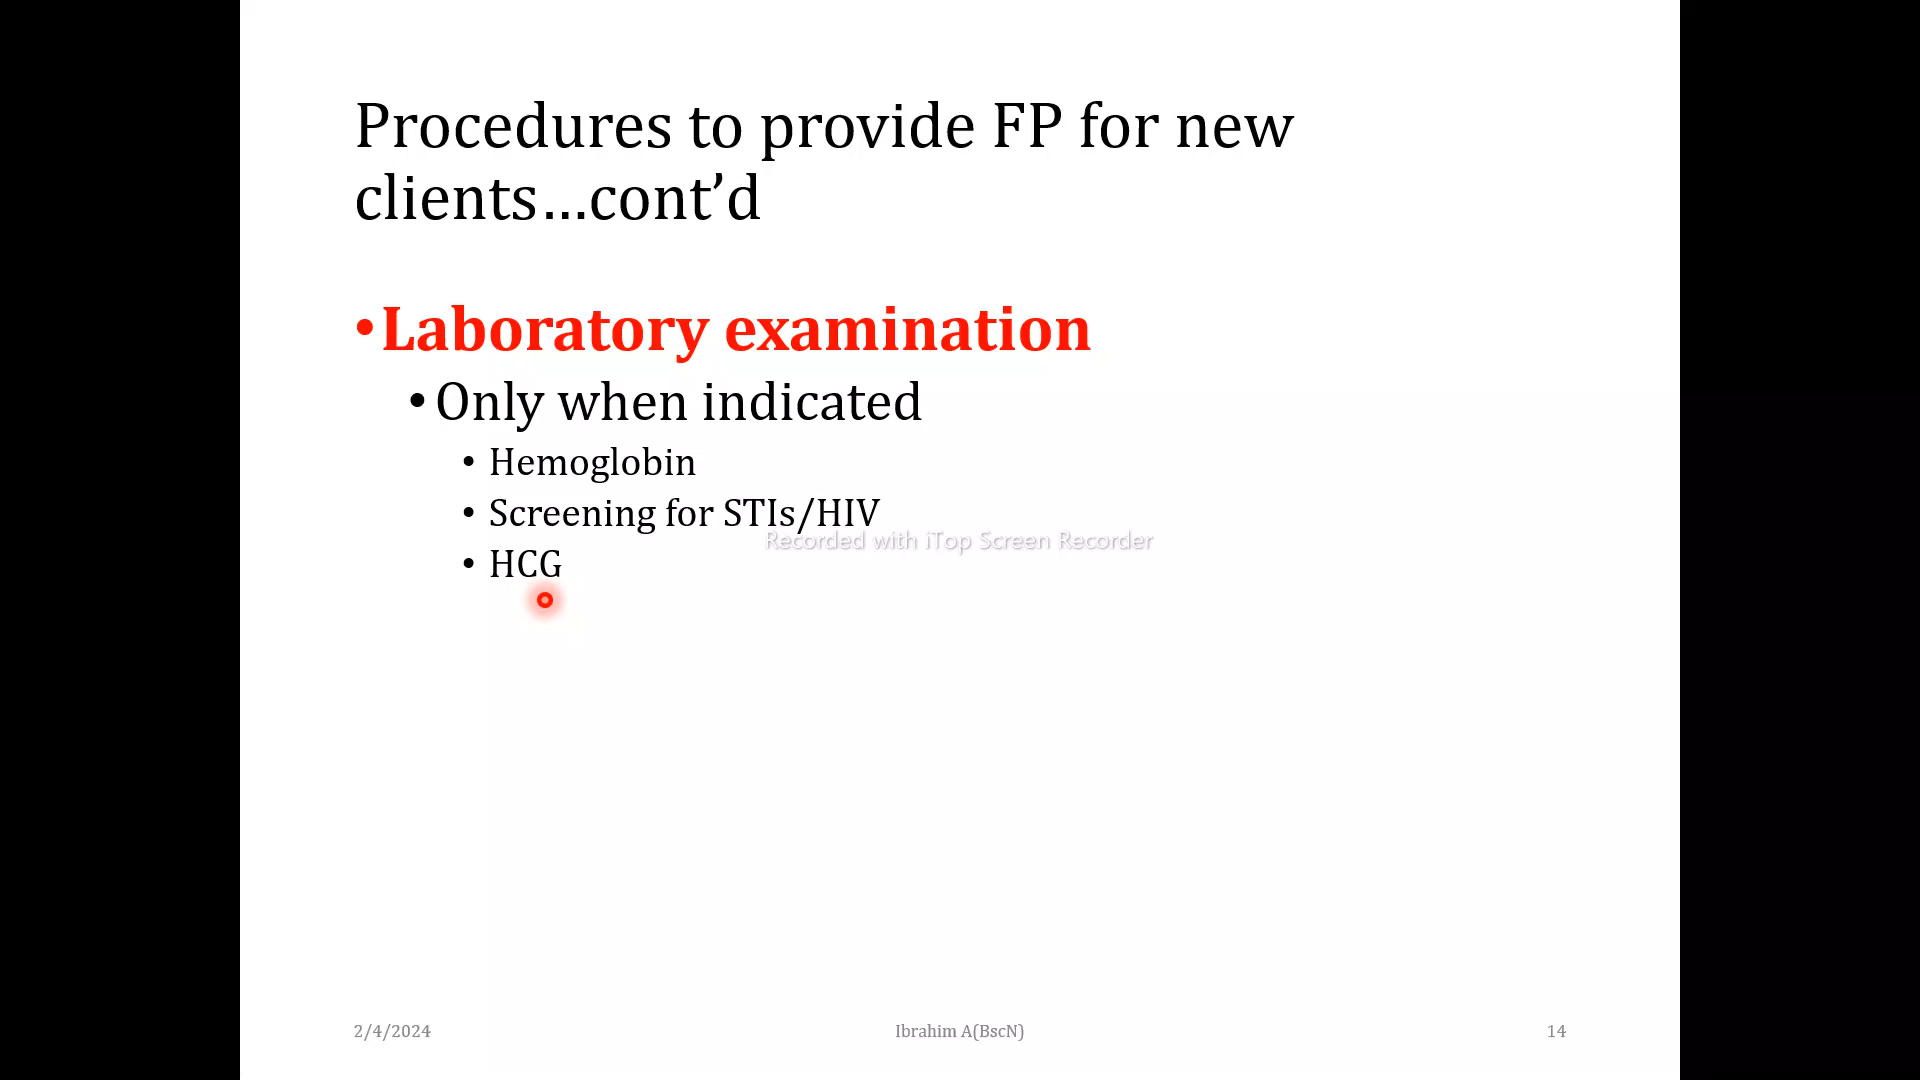 Procedures to provide FP for new
clients…cont’d
•Laboratory examination
• Only when indicated
• Hemoglobin
• Screening for STIs/HIV
Recorded with iTop Screen Recorder
• HCG
2/4/2024
Ibrahim A(BscN)
14